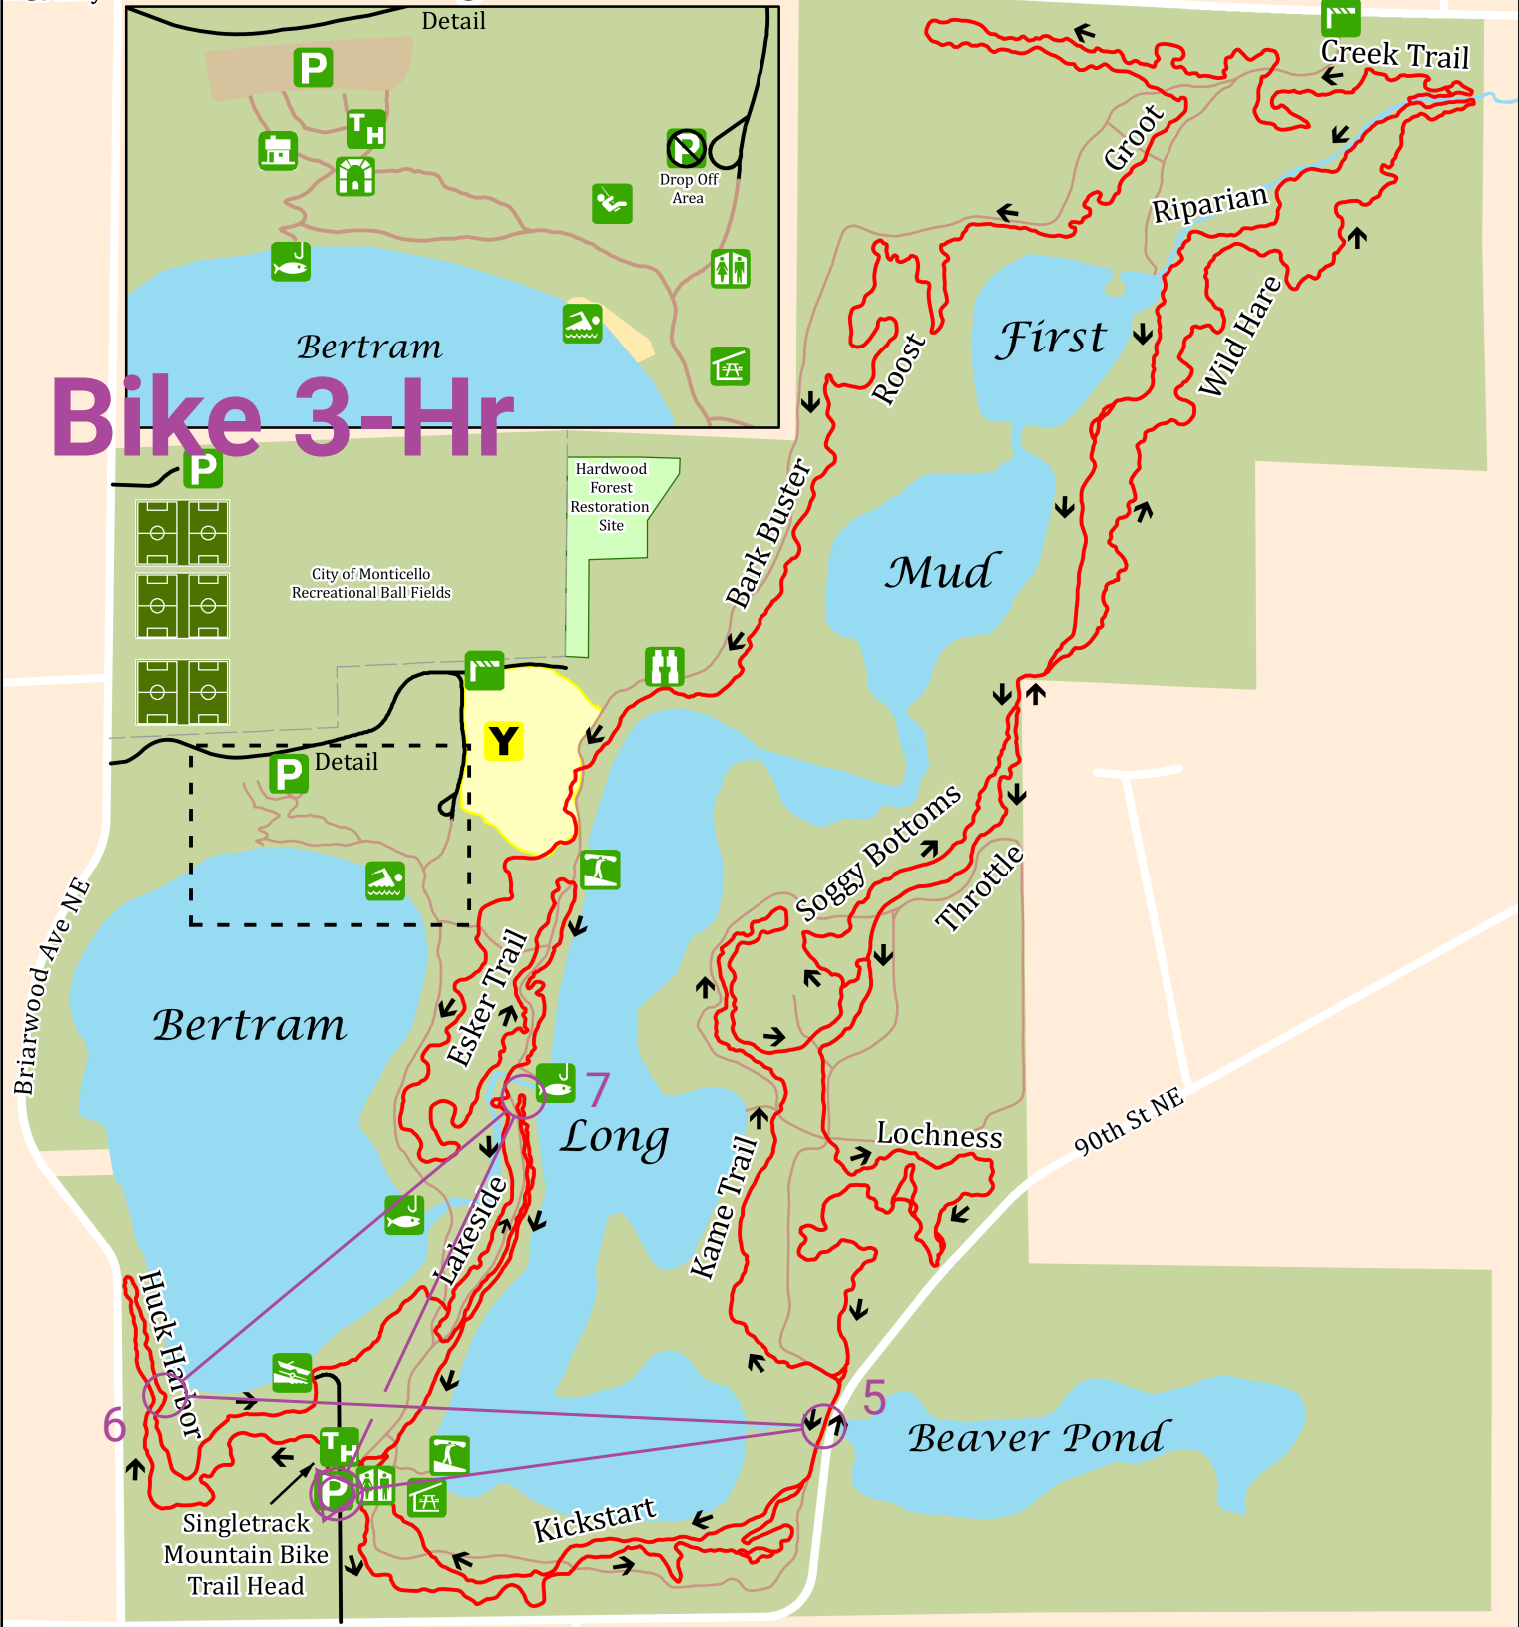 Detail
P
Creek Trail
TH
P
Drop Off
Area
Groot
Riparian
Bertram
First
Wild Hare
Roost
Bike 3-Hr
P
Hardwood
Forest
Restoration
Site
Bark Buster
City of Monticello
Recreational Ball Fields
Mud
Y
P
Detail
Soggy Bottoms
Throttle
Briarwood Ave NE
Esker Trail
Bertram
7
Long
Lochness
90th St NE
Kame Trail
Lakeside
Huck Harbor
6
5
Beaver Pond
TH
P
Singletrack
Mountain Bike
Trail Head
Kickstart